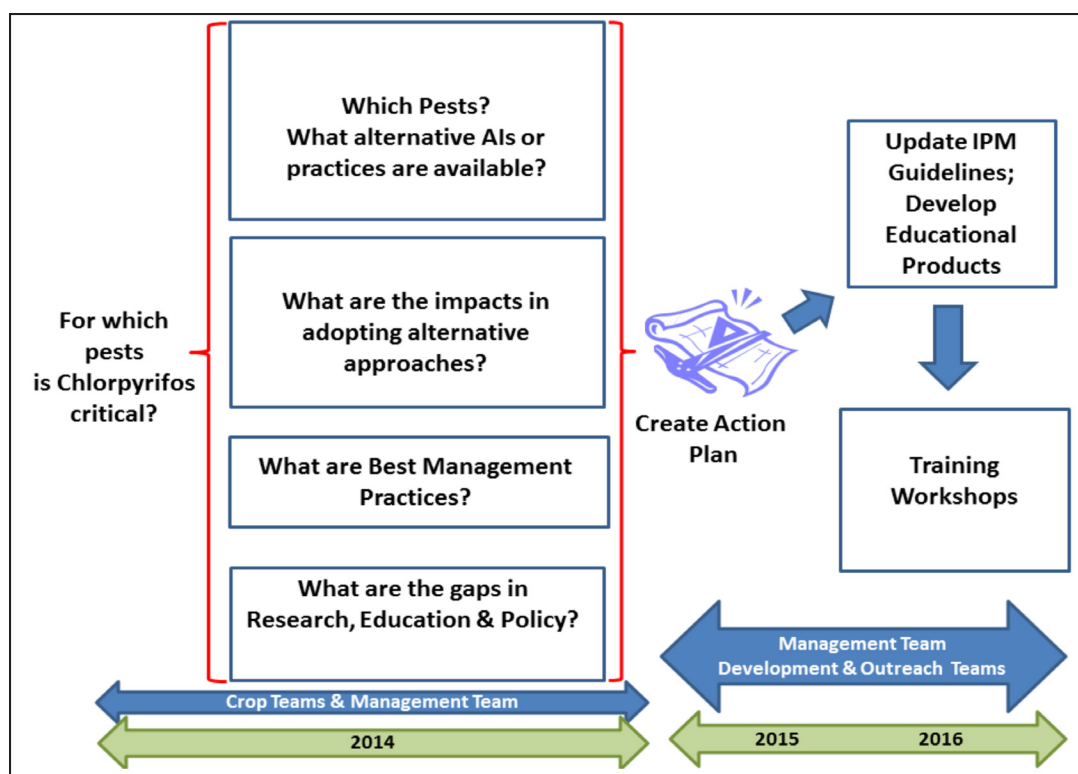 For which
pests
is Chlorpyrifos
critical?
Which Pests?
What alternative AIs or
practices are available?
What are the impacts in
adopting alternative
approaches?
What are Best Management
Practices?
What are the gaps in
Research, Education & Policy?
Create Action
Plan
Update IPM
Guidelines;
Develop
Educational
Products
Training
Workshops
Crop Teams & Management Team
2014
Management Team
Development & Outreach Teams
2015
2016